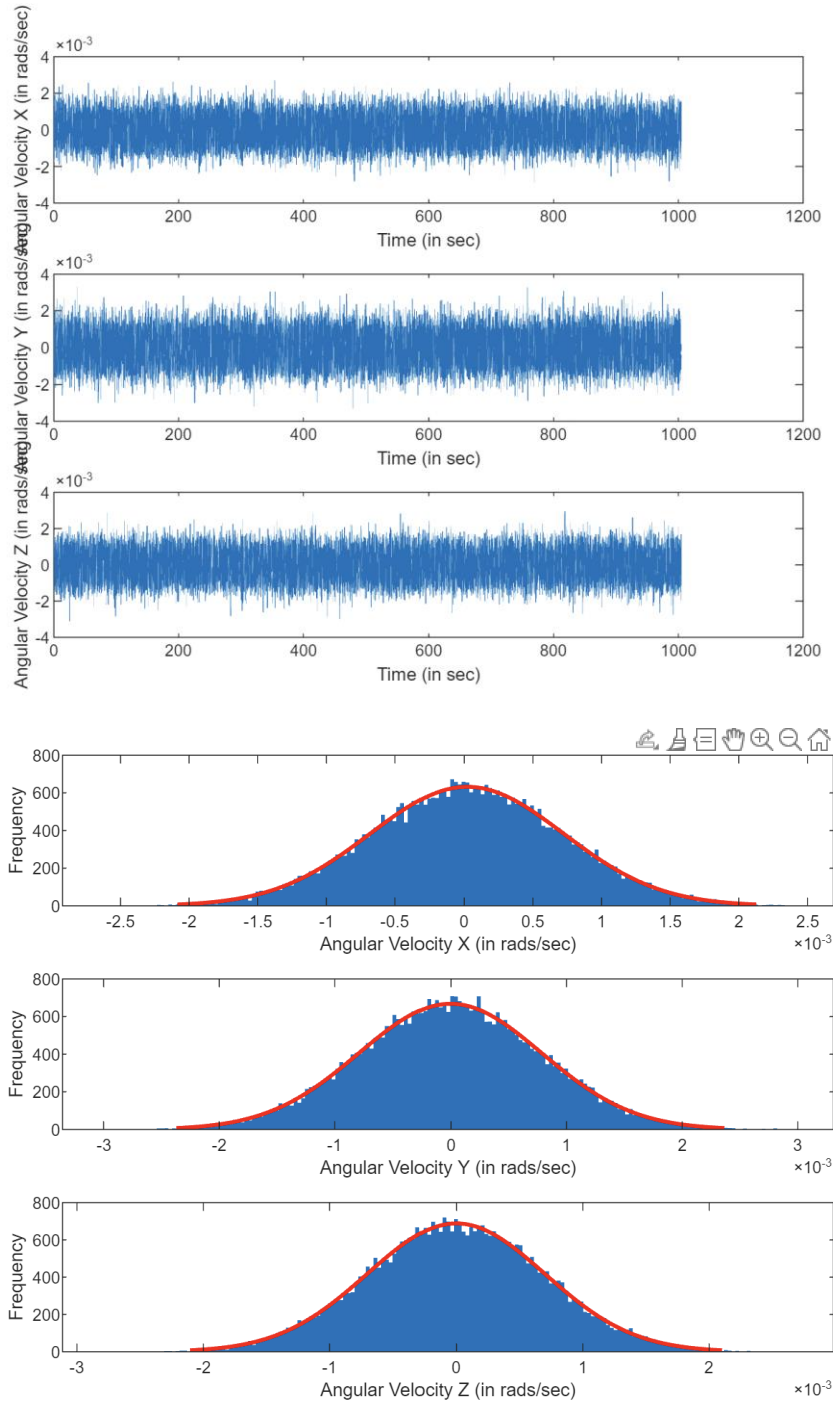 ×10-3
4
2
0
-2
-4
0 200 400 600 800 1000 1200
Time (in sec)
Angular Velocity X (in rads/sec)
×10-3
4
2
0
-2
-4
0 200 400 600 800 1000 1200
Time (in sec)
Angular Velocity Y (in rads/sec)
×10-3
4
2
0
-2
-4
0 200 400 600 800 1000 1200
Time (in sec)
Angular Velocity Z (in rads/sec)
800
600
400
200
0
Frequency
-2.5 -2 -1.5 -1 -0.5 0 0.5 1 1.5 2 2.5
Angular Velocity X (in rads/sec)
×10-3
800
600
400
200
0
Frequency
-3 -2 -1 0 1 2 3
Angular Velocity Y (in rads/sec)
×10-3
800
600
400
200
0
Frequency
-3 -2 -1 0 1 2
Angular Velocity Z (in rads/sec)
×10-3